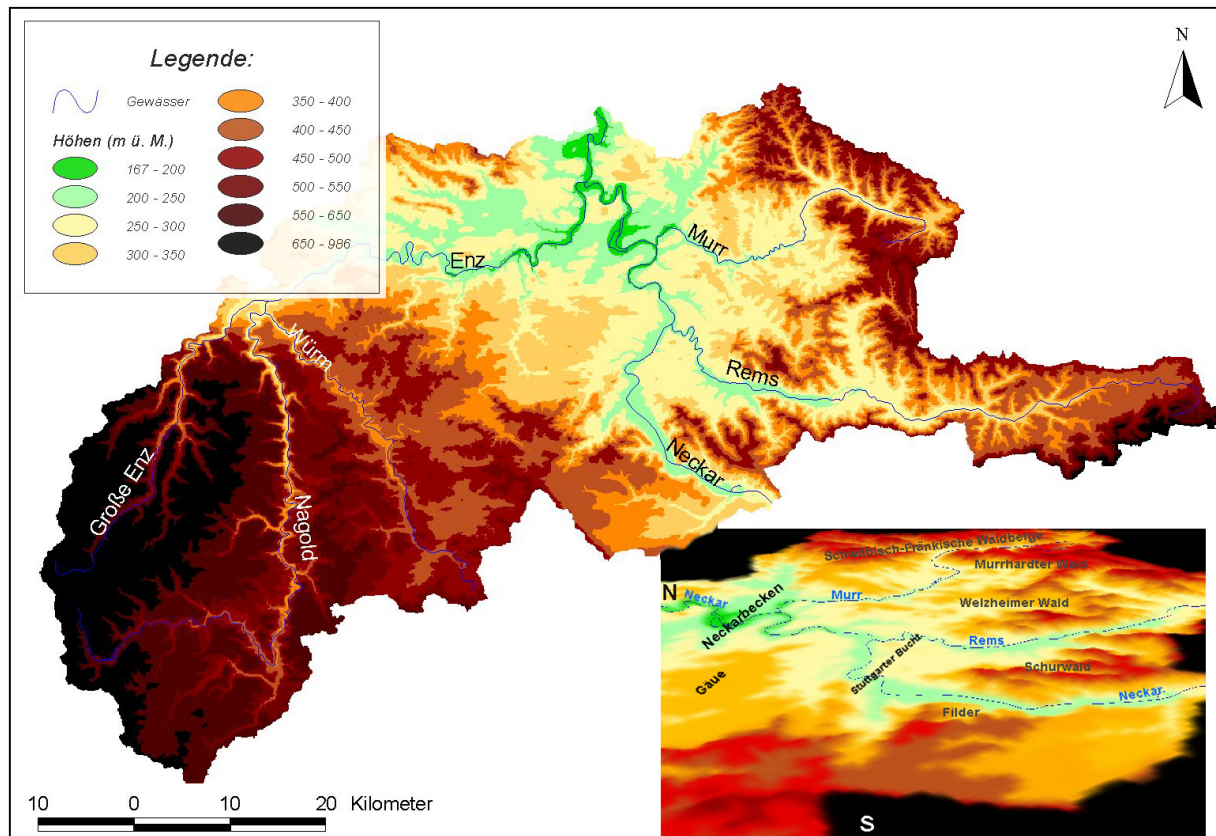 Legende:
Gewässer
Höhen (m ü. M.)
167 - 200
200 - 250
250 - 300
300 - 350
350 - 400
400 - 450
450 - 500
500 - 550
550 - 650
650 - 986
N
Enz
Murr
Würm
Rems
Neckar
Große Enz
Nagold
10 0 10 20 Kilometer
Schwäbisch-Fränkische Waldberge
Murrhardter Wald
N
Neckar
Murr
Neckarbecken
Welzheimer Wald
Rems
Stuttgarter Bucht
Schurwald
Gäue
Neckar
Filder
S